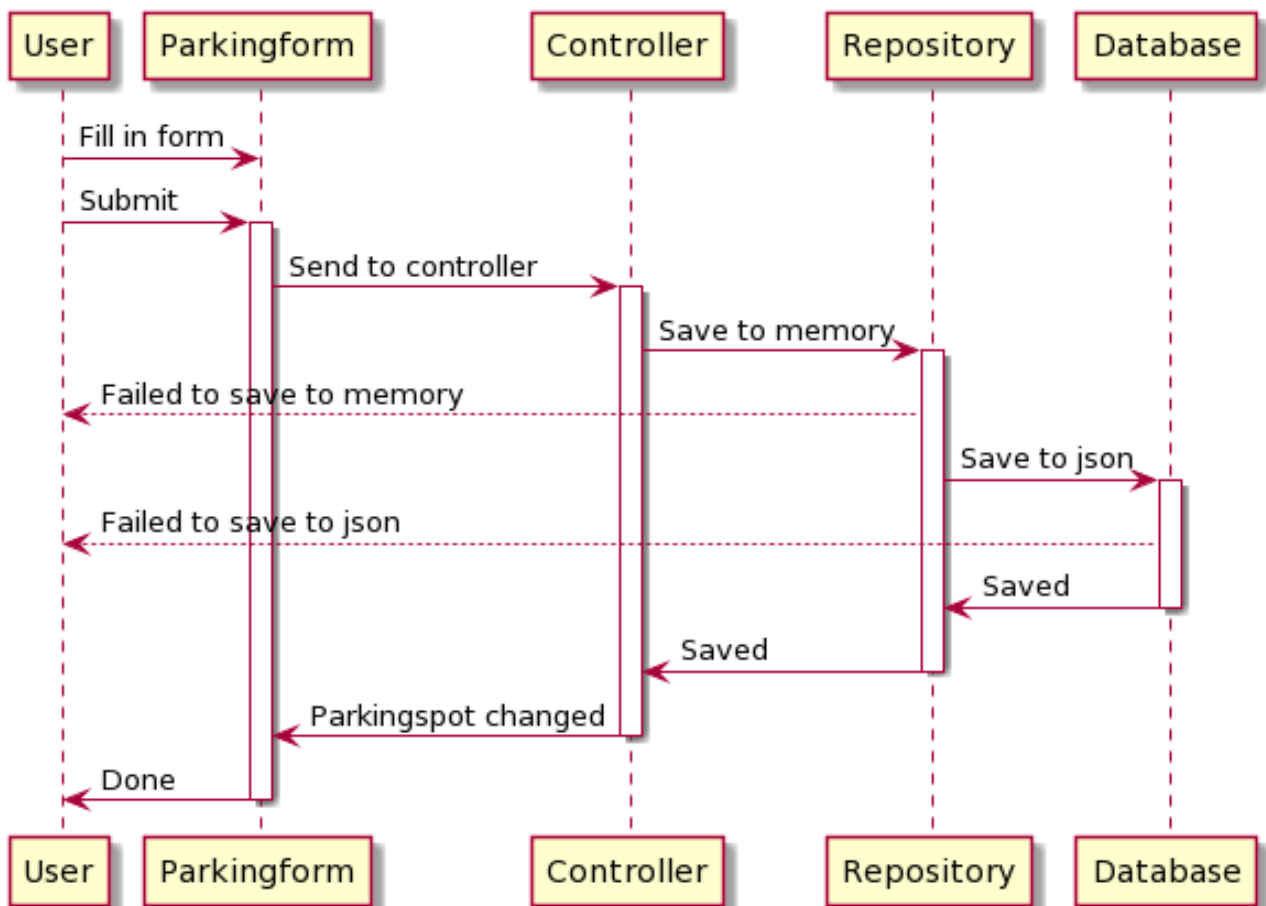 User Parkingform Controller Repository Database
Fill in form
Submit
Send to controller
Save to memory
Failed to save to memory
Save to json
Failed to save to json
Saved
Saved
Parkingspot changed
Done
User Parkingform Controller Repository Database